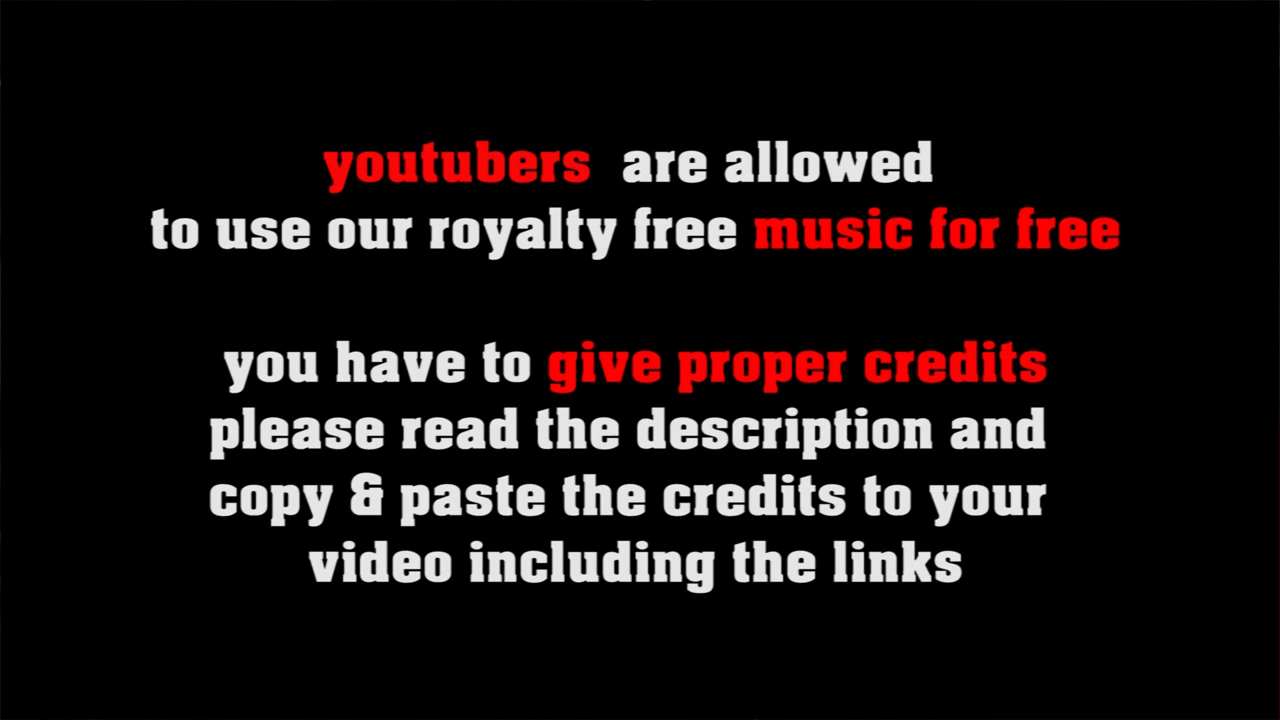 youtubers are allowed
to use our royalty free music for free
you have to give proper credits
please read the description and
copy & paste the credits to your
video including the links